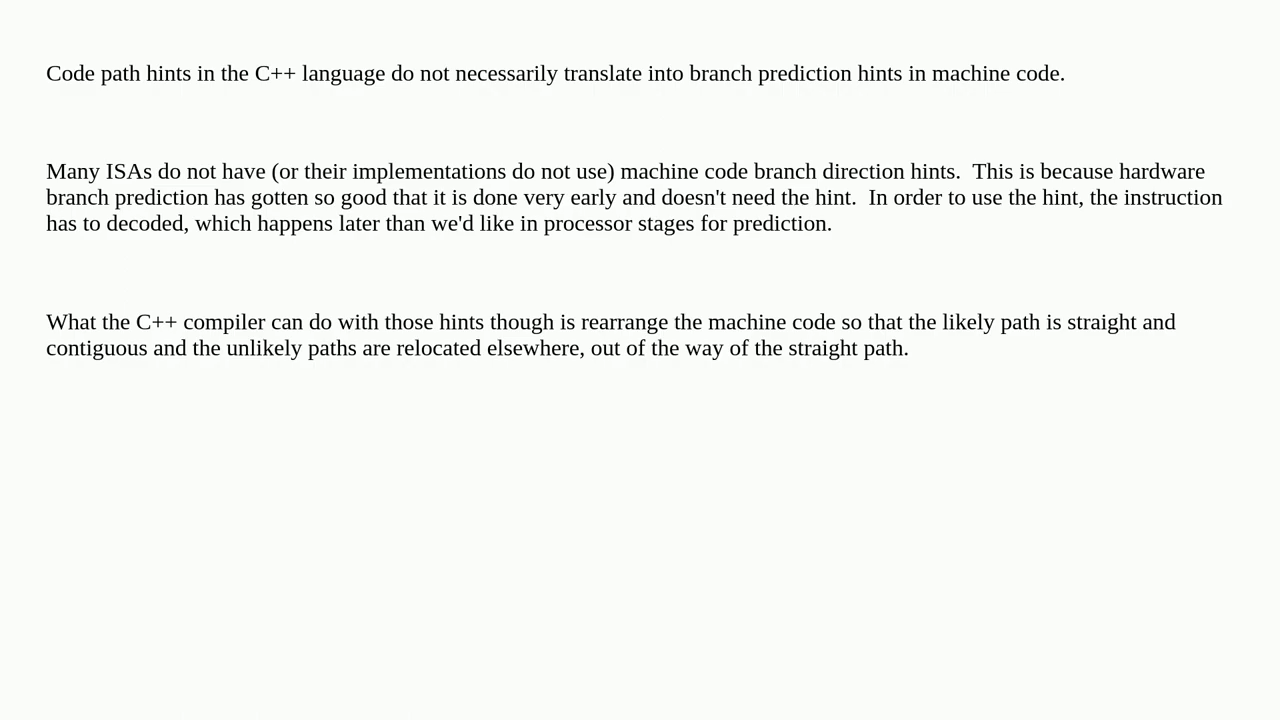 Code path hints in the C++ language do not necessarily translate into branch prediction hints in machine code.
Many ISAs do not have (or their implementations do not use) machine code branch direction hints.  This is because hardware
branch prediction has gotten so good that it is done very early and doesn't need the hint.  In order to use the hint, the instruction
has to decoded, which happens later than we'd like in processor stages for prediction.
What the C++ compiler can do with those hints though is rearrange the machine code so that the likely path is straight and
contiguous and the unlikely paths are relocated elsewhere, out of the way of the straight path.